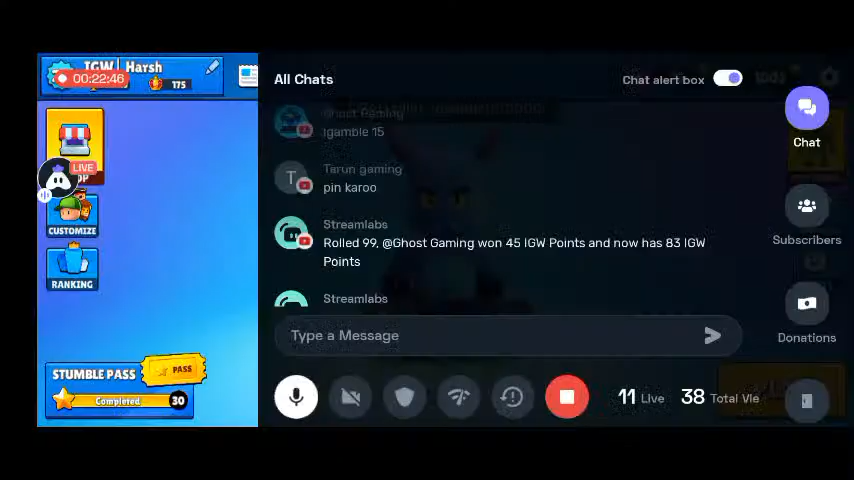 IGW | Harsh
00:22:46
175
LIVE
CUSTOMIZE
RANKING
STUMBLE PASS
PASS
Completed
30
All Chats
Chat alert box
Ghost Gaming
igamble 15
Tarun gaming
pin karoo
Streamlabs
Rolled 99, @Ghost Gaming won 45 IGW Points and now has 83 IGW
Points
Streamlabs
Type a Message
11 Live
38 Total Vie
Chat
Subscribers
Donations